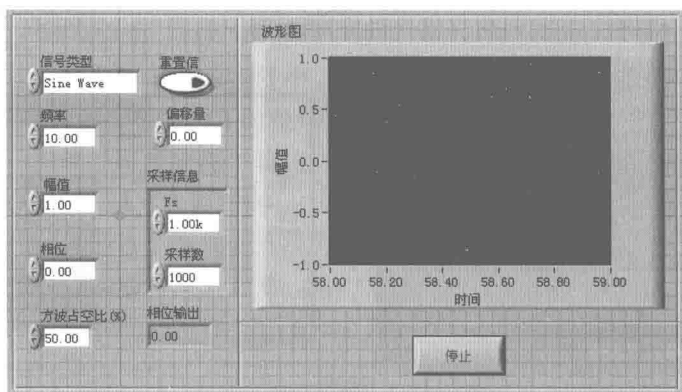 波形图
信号类型
Sine Wave
重置信
频率
10.00
偏移量
0.00
幅值
1.00
采样信息
Fs
1.00k
相位
0.00
采样数
1000
方波占空比(%)
50.00
相位输出
0.00
1.0
0.5
0.0
-0.5
-1.0
幅值
58.00 58.20 58.40 58.60 58.80 59.00
时间
停止